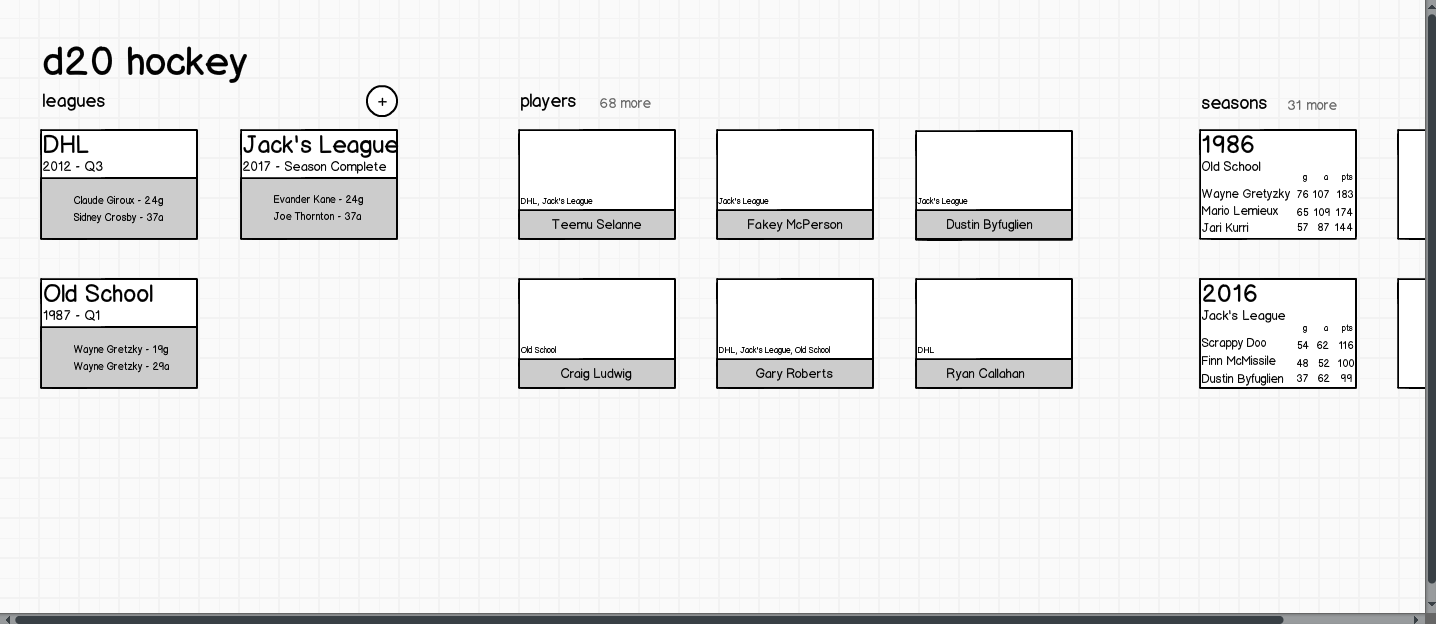 d20 hockey
leagues
+
DHL
2012 - Q3
Claude Giroux - 24g
Sidney Crosby - 37a
Jack's League
2017 - Season Complete
Evander Kane - 24g
Joe Thornton - 37a
Old School
1987 - Q1
Wayne Gretzky - 19g
Wayne Gretzky - 29a
players 68 more
DHL, Jack's League
Teemu Selanne
Jack's League
Fakey McPerson
Jack's League
Dustin Byfuglien
Old School
Craig Ludwig
DHL, Jack's League, Old School
Gary Roberts
DHL
Ryan Callahan
seasons 31 more
1986
Old School
g a pts
Wayne Gretyzky 76 107 183
Mario Lemieux 65 109 174
Jari Kurri 57 87 144
2016
Jack's League
g a pts
Scrappy Doo 54 62 116
Finn McMissile 48 52 100
Dustin Byfuglien 37 62 99